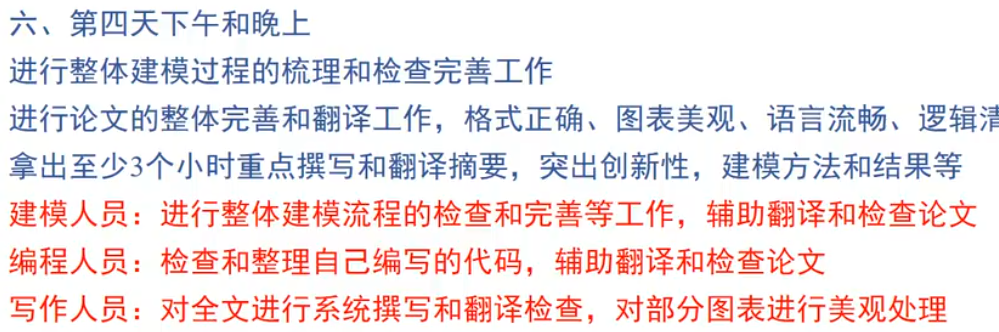 六、第四天下午和晚上
进行整体建模过程的梳理和检查完善工作
进行论文的整体完善和翻译工作，格式正确、图表美观、语言流畅、逻辑清
拿出至少3个小时重点撰写和翻译摘要，突出创新性，建模方法和结果等
建模人员：进行整体建模流程的检查和完善等工作，辅助翻译和检查论文
编程人员：检查和整理自己编写的代码，辅助翻译和检查论文
写作人员：对全文进行系统撰写和翻译检查，对部分图表进行美观处理